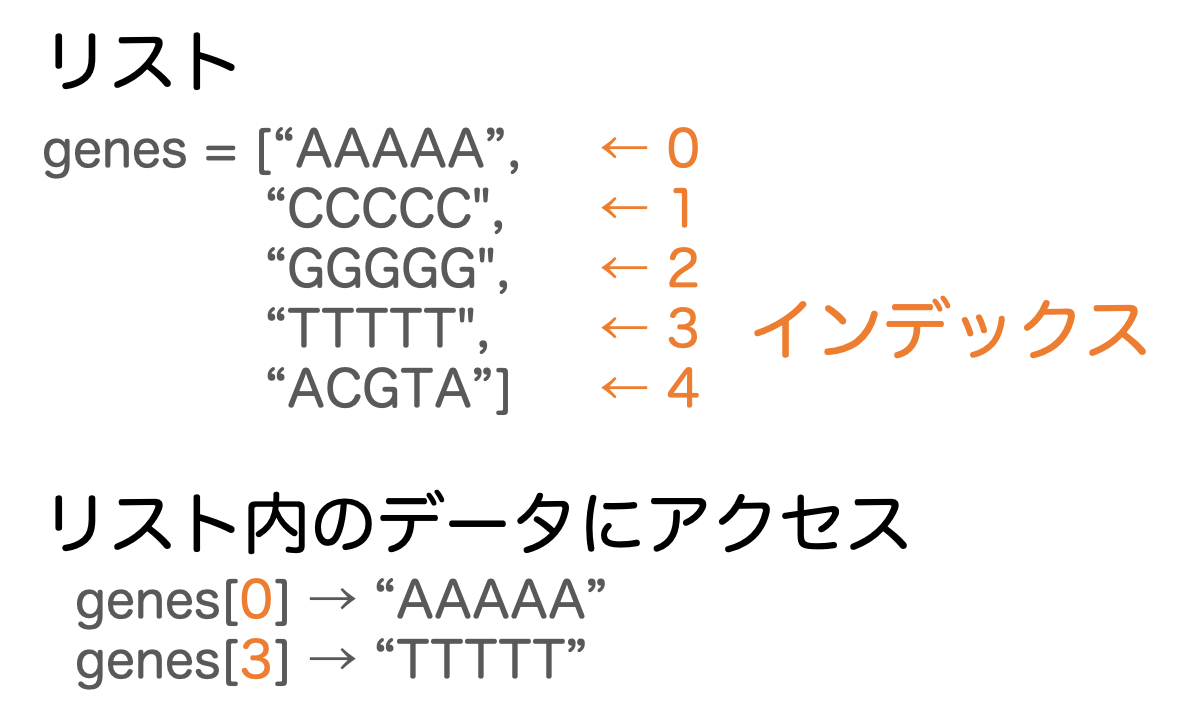 リスト
genes = [“AAAAA”, ← 0
“CCCCC", ← 1
“GGGGG", ← 2
“TTTTT", ← 3
インデックス
“ACGTA”] ← 4
リスト内のデータにアクセス
genes[0] → “AAAAA”
genes[3] → “TTTTT”